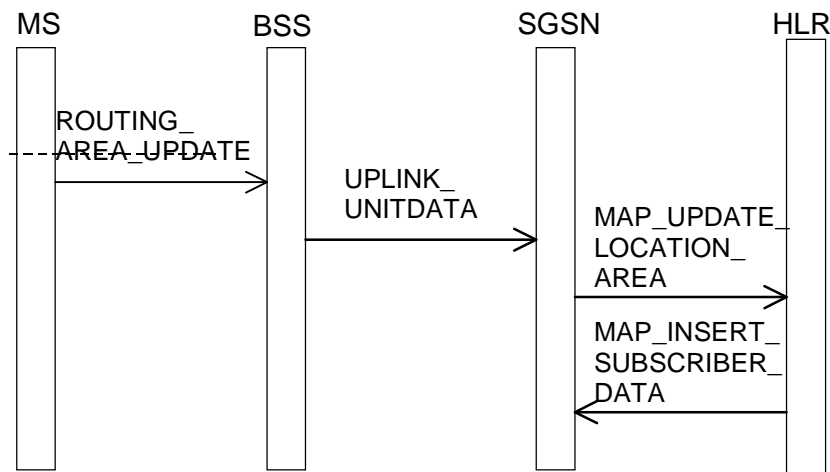 MS
BSS
SGSN
HLR
ROUTING_
AREA_UPDATE
UPLINK_
UNITDATA
MAP_UPDATE_
LOCATION_
AREA
MAP_INSERT_
SUBSCRIBER_
DATA